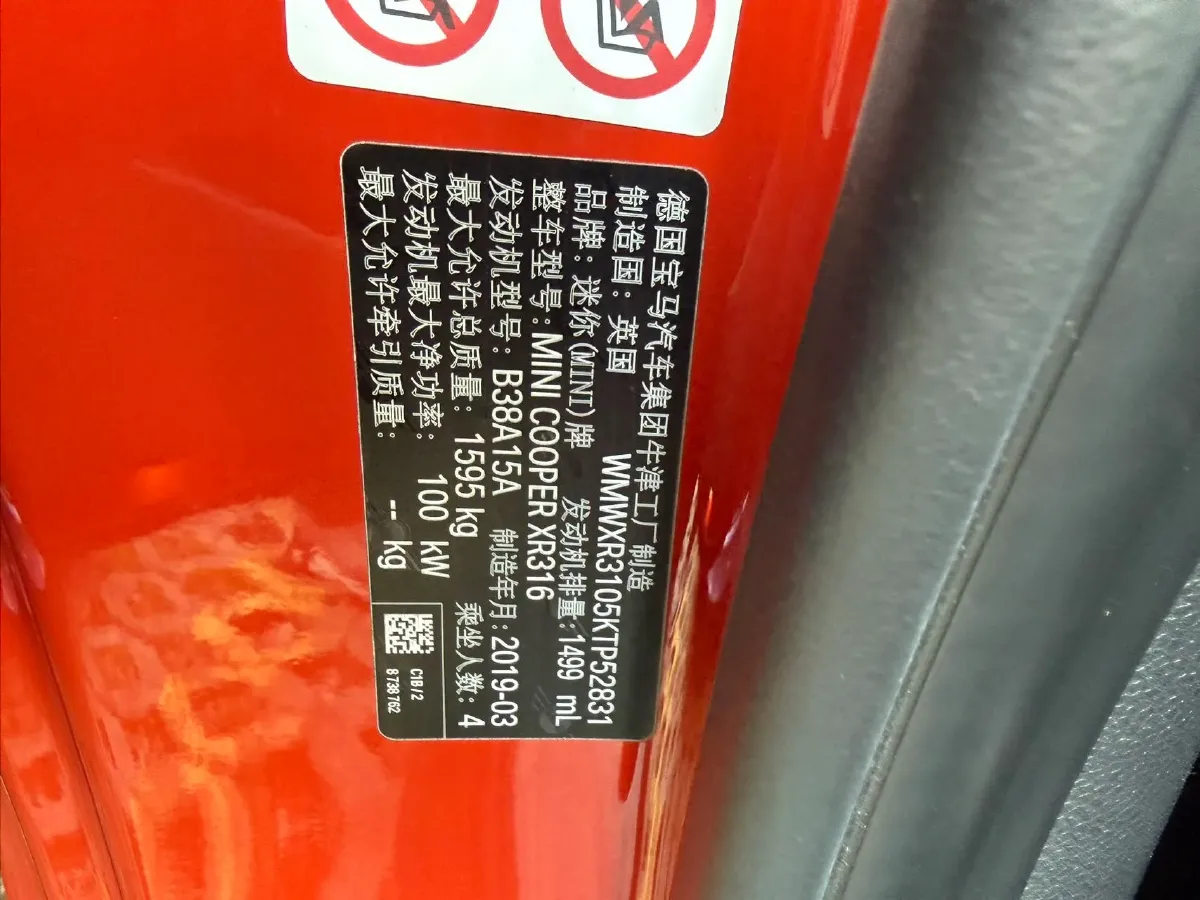 德国宝马汽车集团牛津工厂制造
制造国: 英国 WMWXR3105KTP52831
品牌: 迷你(MINI)牌 发动机排量: 1499 mL
整车型号: MINI COOPER XR316
发动机型号: B38A15A 制造年月: 2019-03
最大允许总质量: 1595 kg 乘坐人数: 4
发动机最大净功率: 100 kW
最大允许牵引质量: -- kg
C1B/2
8738762